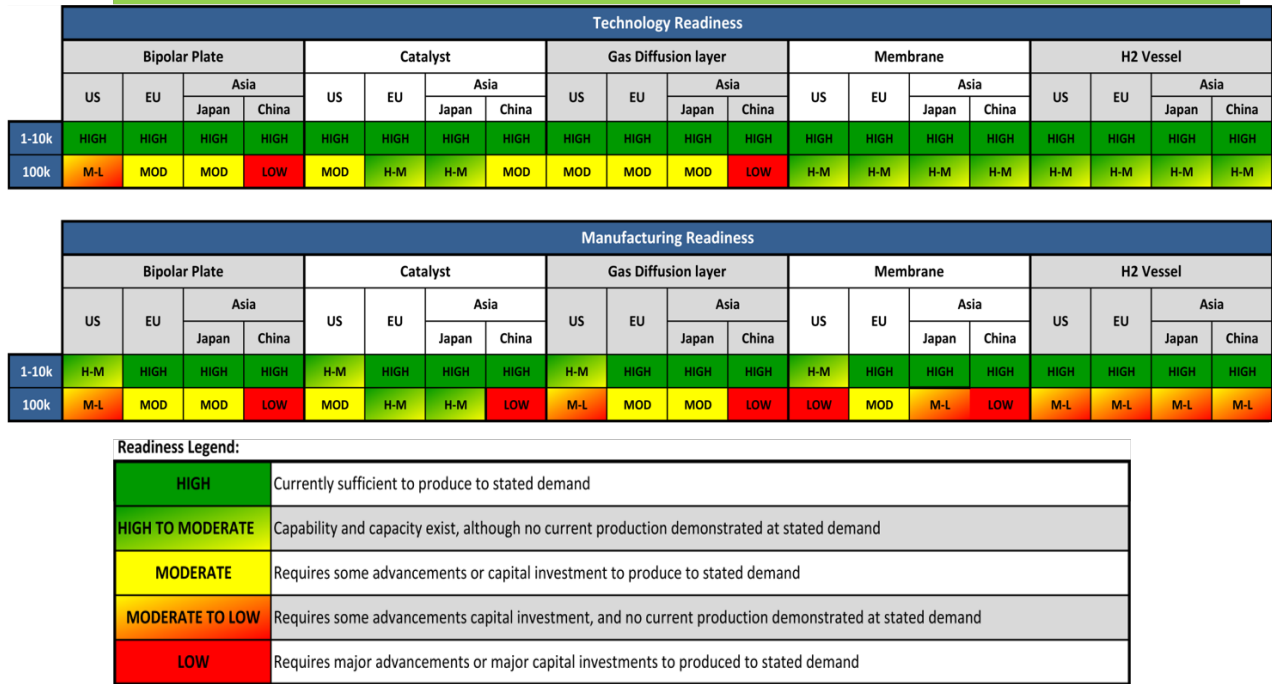 Technology Readiness
Bipolar Plate Catalyst Gas Diffusion layer Membrane H2 Vessel
US EU Asia US EU Asia US EU Asia US EU Asia US EU Asia
Japan China Japan China Japan China Japan China Japan China
1-10k HIGH HIGH HIGH HIGH HIGH HIGH HIGH HIGH HIGH HIGH HIGH HIGH HIGH HIGH HIGH HIGH HIGH HIGH HIGH HIGH
100k M-L MOD MOD LOW MOD H-M H-M MOD MOD MOD MOD LOW H-M H-M H-M H-M H-M H-M H-M H-M
Manufacturing Readiness
Bipolar Plate Catalyst Gas Diffusion layer Membrane H2 Vessel
US EU Asia US EU Asia US EU Asia US EU Asia US EU Asia
Japan China Japan China Japan China Japan China Japan China
1-10k H-M HIGH HIGH HIGH H-M HIGH HIGH HIGH H-M HIGH HIGH HIGH H-M HIGH HIGH HIGH HIGH HIGH HIGH HIGH
100k M-L MOD MOD LOW MOD H-M H-M LOW M-L MOD MOD LOW LOW MOD M-L LOW M-L M-L M-L M-L
Readiness Legend:
HIGH Currently sufficient to produce to stated demand
HIGH TO MODERATE Capability and capacity exist, although no current production demonstrated at stated demand
MODERATE Requires some advancements or capital investment to produce to stated demand
MODERATE TO LOW Requires some advancements capital investment, and no current production demonstrated at stated demand
LOW Requires major advancements or major capital investments to produced to stated demand